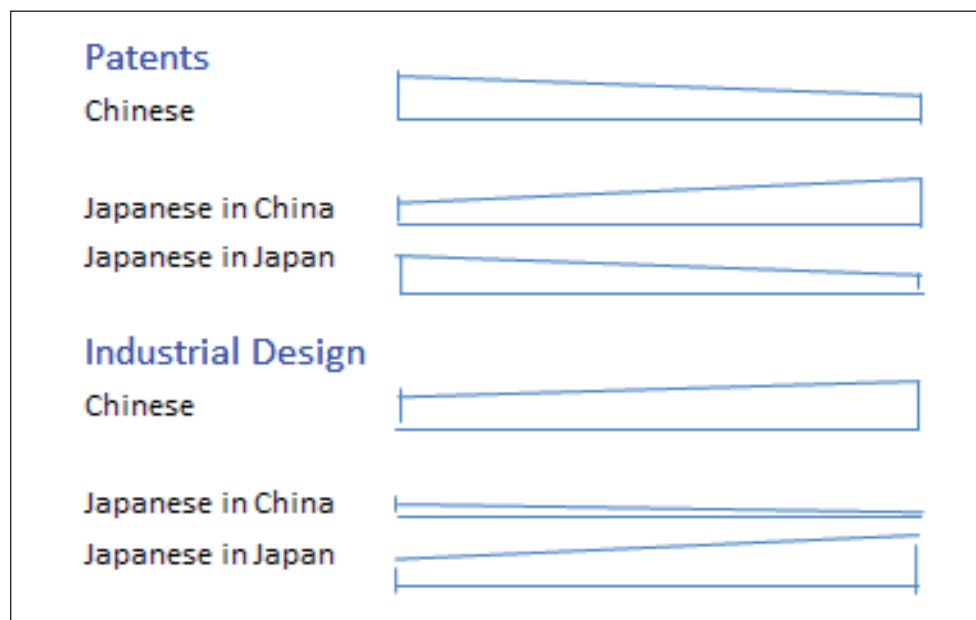 Patents
Chinese
Japanese in China
Japanese in Japan
Industrial Design
Chinese
Japanese in China
Japanese in Japan